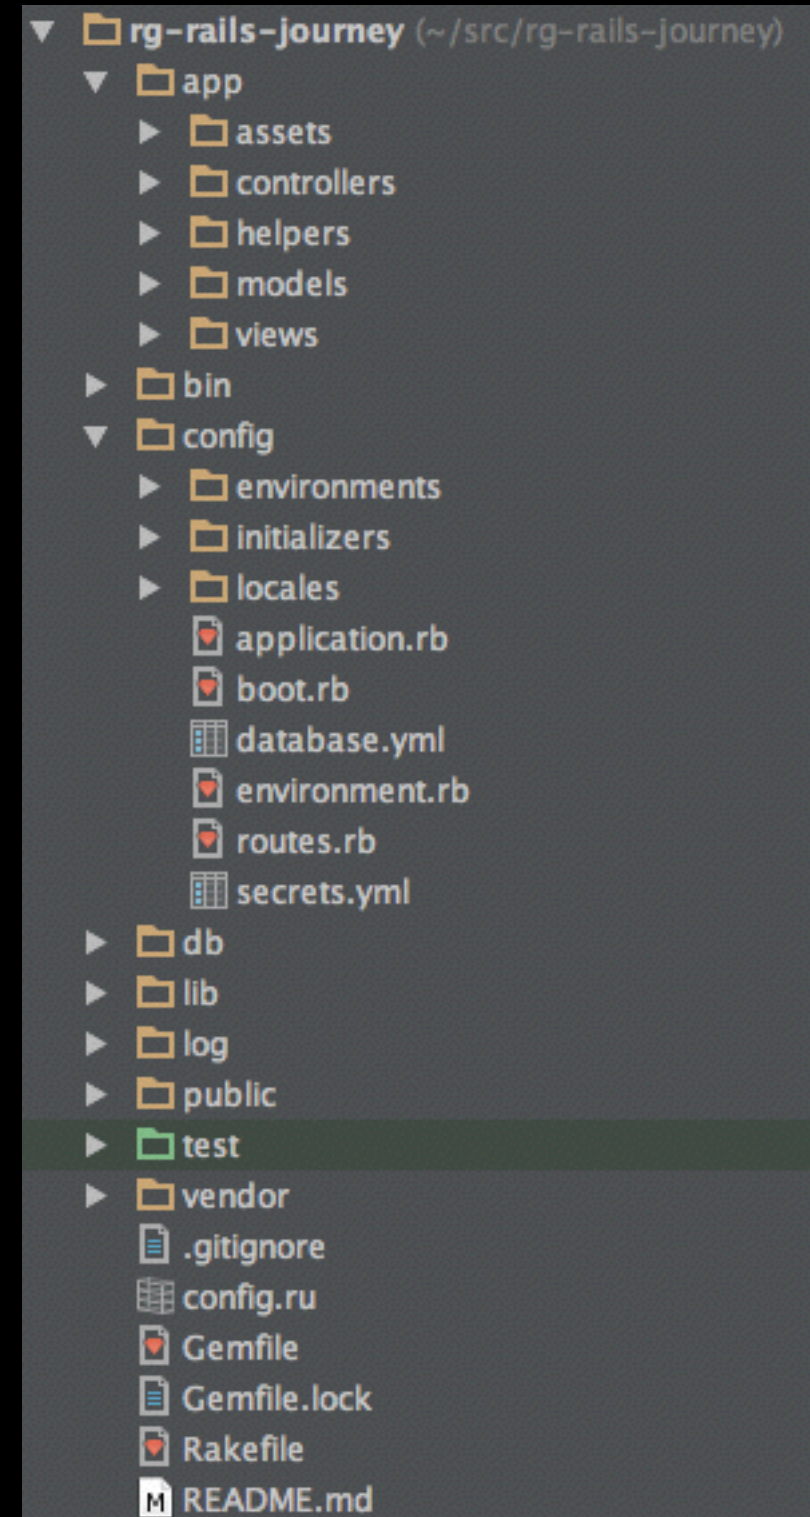 rg-rails-journey (~/src/rg-rails-journey)
app
assets
controllers
helpers
models
views
bin
config
environments
initializers
locales
application.rb
boot.rb
database.yml
environment.rb
routes.rb
secrets.yml
db
lib
log
public
test
vendor
.gitignore
config.ru
Gemfile
Gemfile.lock
Rakefile
M README.md